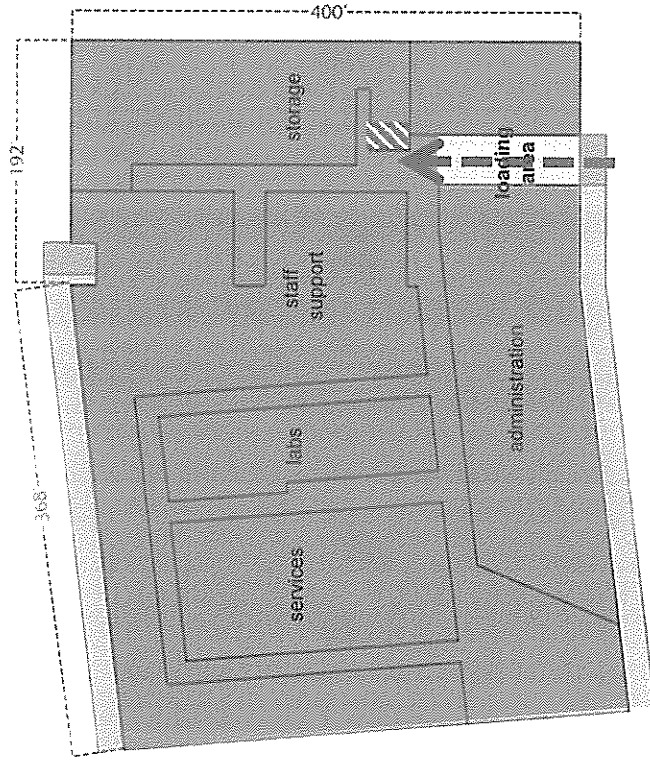 400'
192'
368'
storage
loading
area
staff
support
labs
administration
services